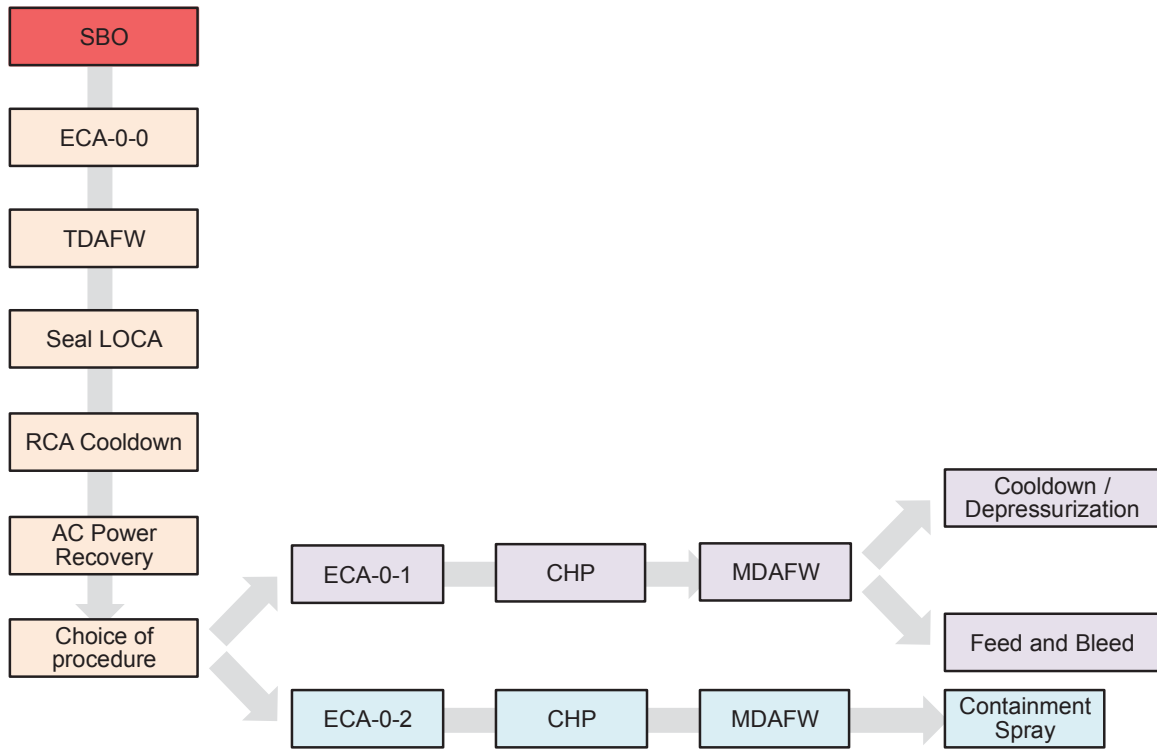 SBO
ECA-0-0
TDAFW
Seal LOCA
RCA Cooldown
AC Power
Recovery
Choice of
procedure
ECA-0-1
CHP
MDAFW
Cooldown /
Depressurization
Feed and Bleed
ECA-0-2
CHP
MDAFW
Containment
Spray